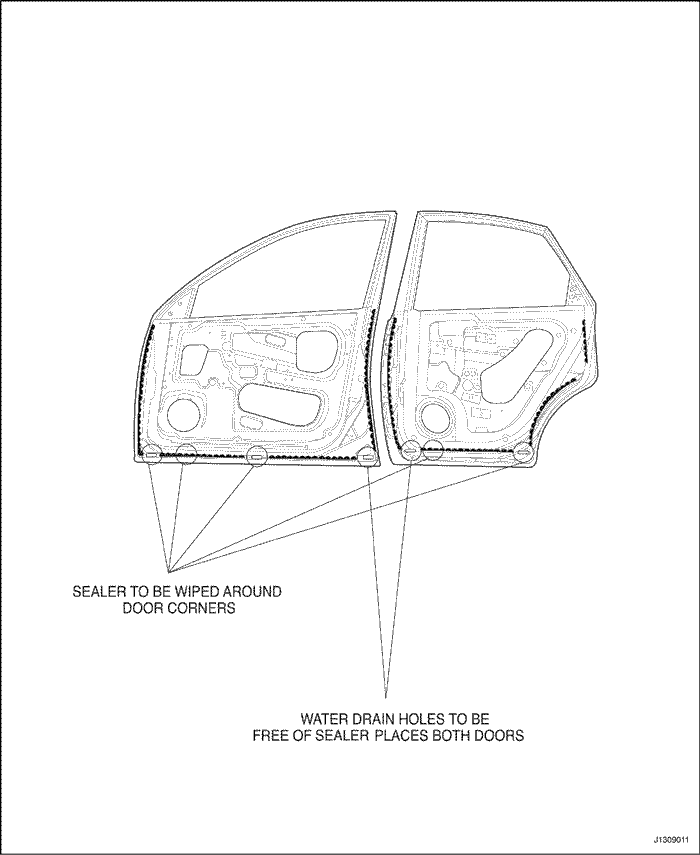 SEALER TO BE WIPED AROUND
DOOR CORNERS
WATER DRAIN HOLES TO BE
FREE OF SEALER PLACES BOTH DOORS
J1309011